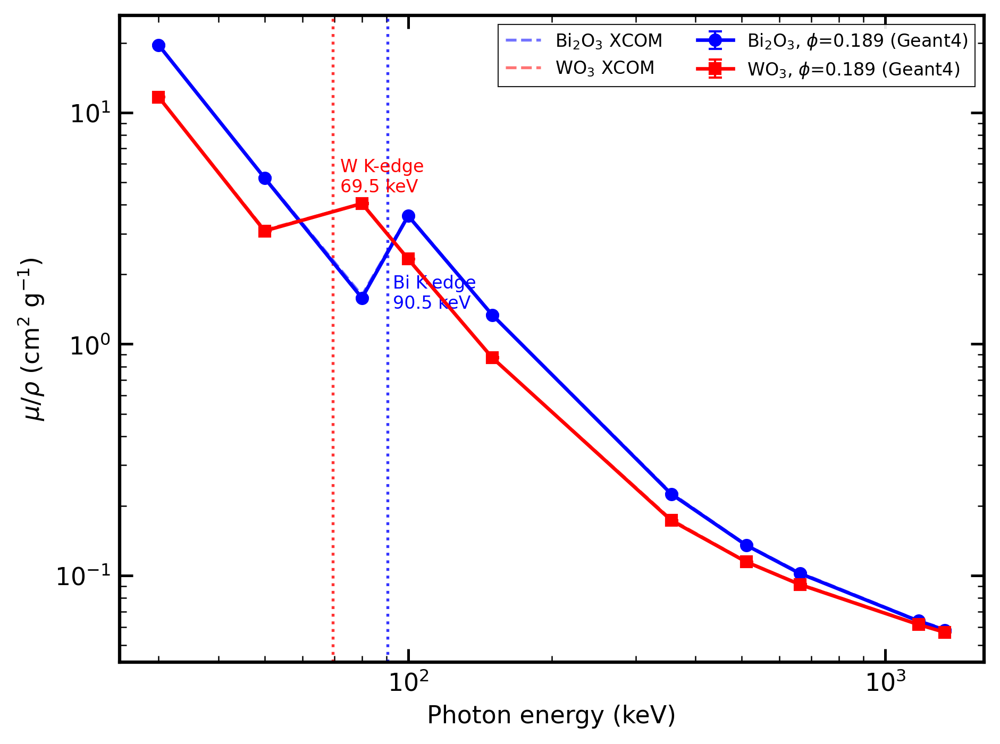 Bi₂O₃ XCOM
WO₃ XCOM
Bi₂O₃, ϕ=0.189 (Geant4)
WO₃, ϕ=0.189 (Geant4)
10¹
W K-edge
69.5 keV
Bi K-edge
90.5 keV
10⁰
10⁻¹
μ/ρ (cm² g⁻¹)
10²
10³
Photon energy (keV)